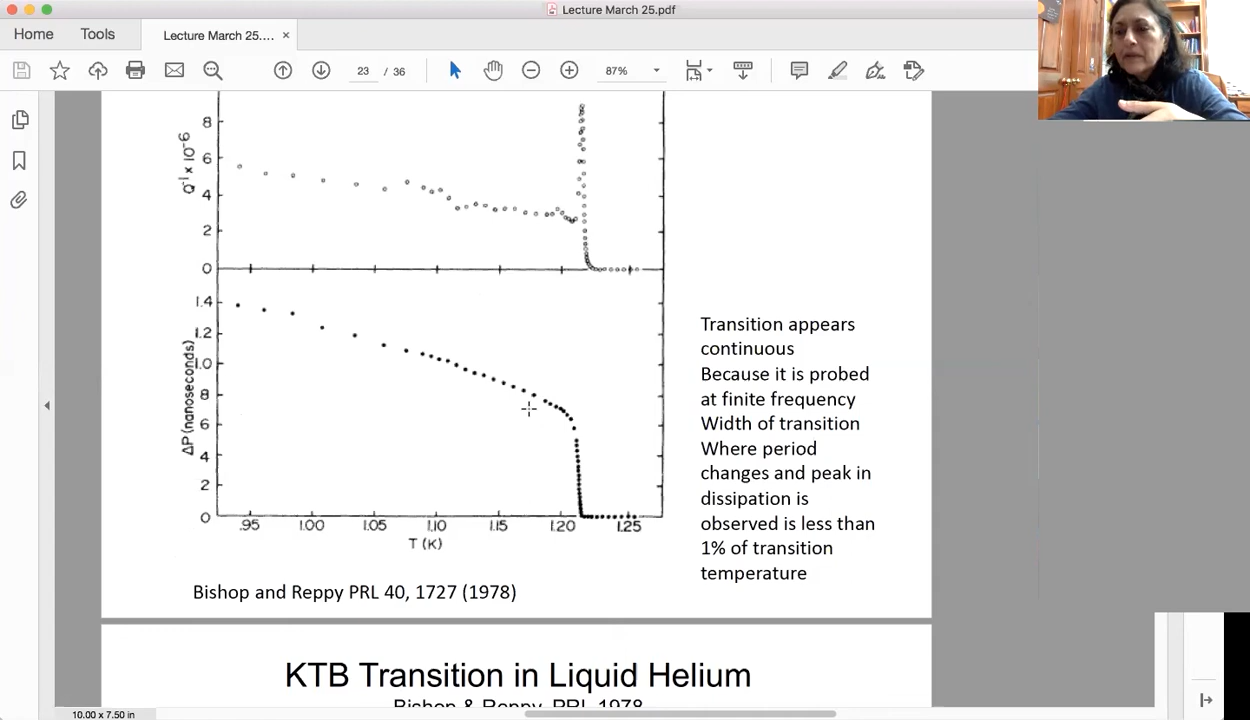 Lecture March 25.pdf
Home
Tools
Lecture March 25.... ×
23 / 36
87%
8
6
4
2
0
Q⁻¹ x 10⁻⁶
1.4
1.2
1.0
8
6
4
2
0
ΔP (nanoseconds)
.95 1.00 1.05 1.10 1.15 1.20 1.25
T (K)
Transition appears
continuous
Because it is probed
at finite frequency
Width of transition
Where period
changes and peak in
dissipation is
observed is less than
1% of transition
temperature
Bishop and Reppy PRL 40, 1727 (1978)
KTB Transition in Liquid Helium
Bishop & Reppy, PRL 1978
10.00 x 7.50 in